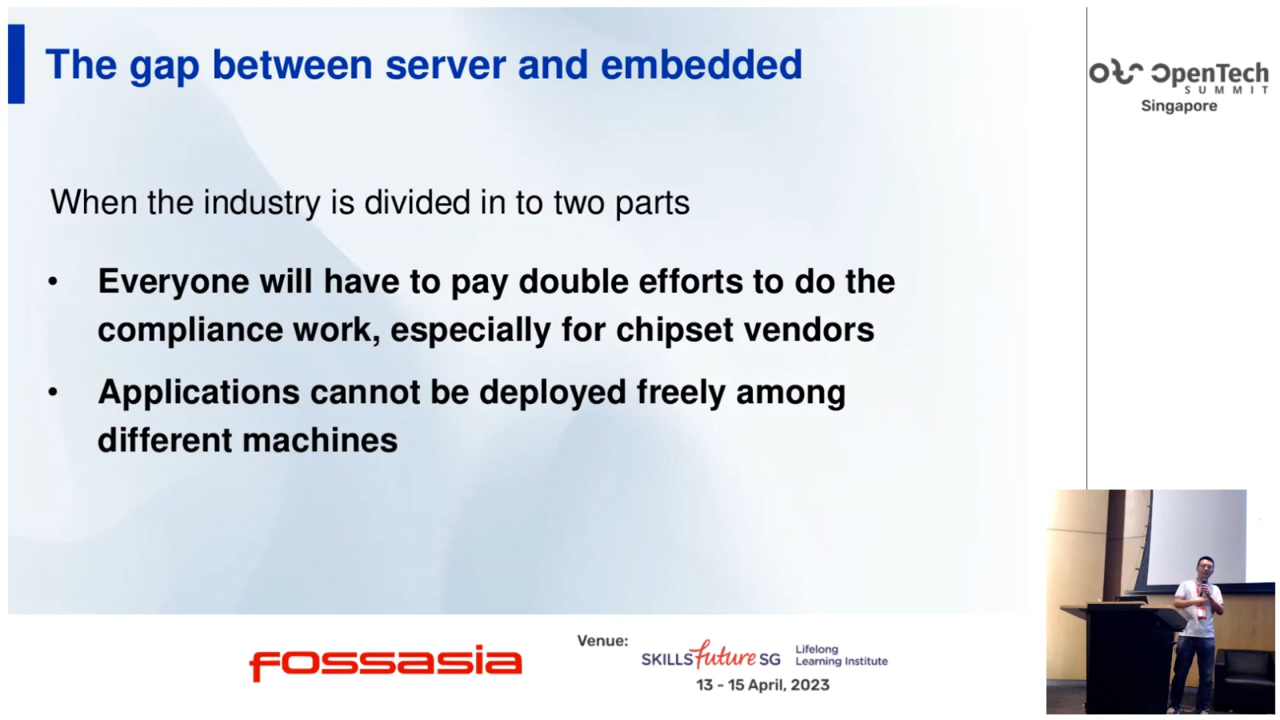 The gap between server and embedded
OpenTech
SUMMIT
Singapore
When the industry is divided in to two parts
• Everyone will have to pay double efforts to do the
compliance work, especially for chipset vendors
• Applications cannot be deployed freely among
different machines
fossasia
Venue:
SKILLSfuture SG
Lifelong
Learning Institute
13 - 15 April, 2023